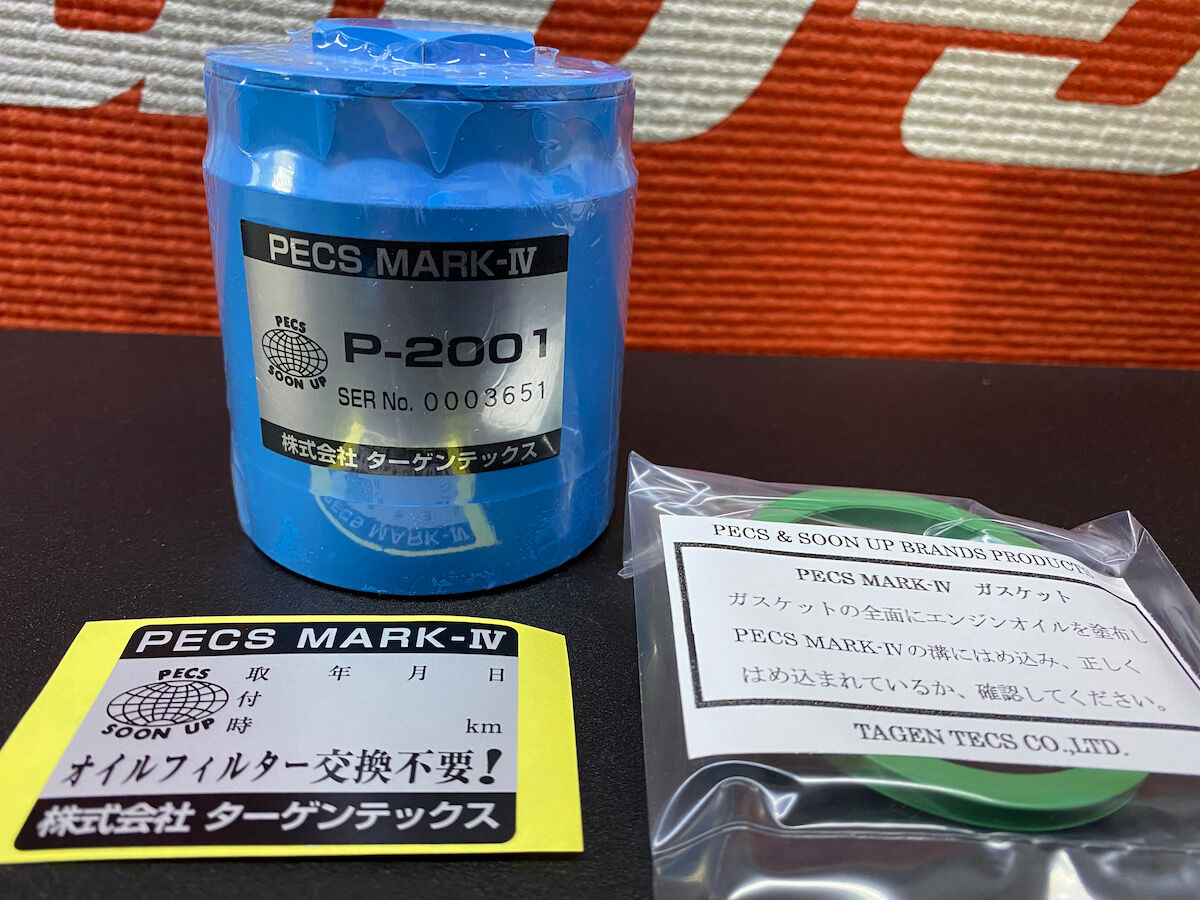 PECS MARK-Ⅳ
PECS
SOON UP
P-2001
SER No. 0003651
株式会社 ターゲンテックス
PECS MARK-Ⅳ
PECS
SOON UP
取付時 年 月 日
km
オイルフィルター交換不要!
株式会社 ターゲンテックス
PECS & SOON UP BRANDS PRODUCTS
PECS MARK-Ⅳ ガスケット
ガスケットの全面にエンジンオイルを塗布し
PECS MARK-Ⅳの溝にはめ込み、正しく
はめ込まれているか、確認してください。
TAGEN TECS CO.,LTD.